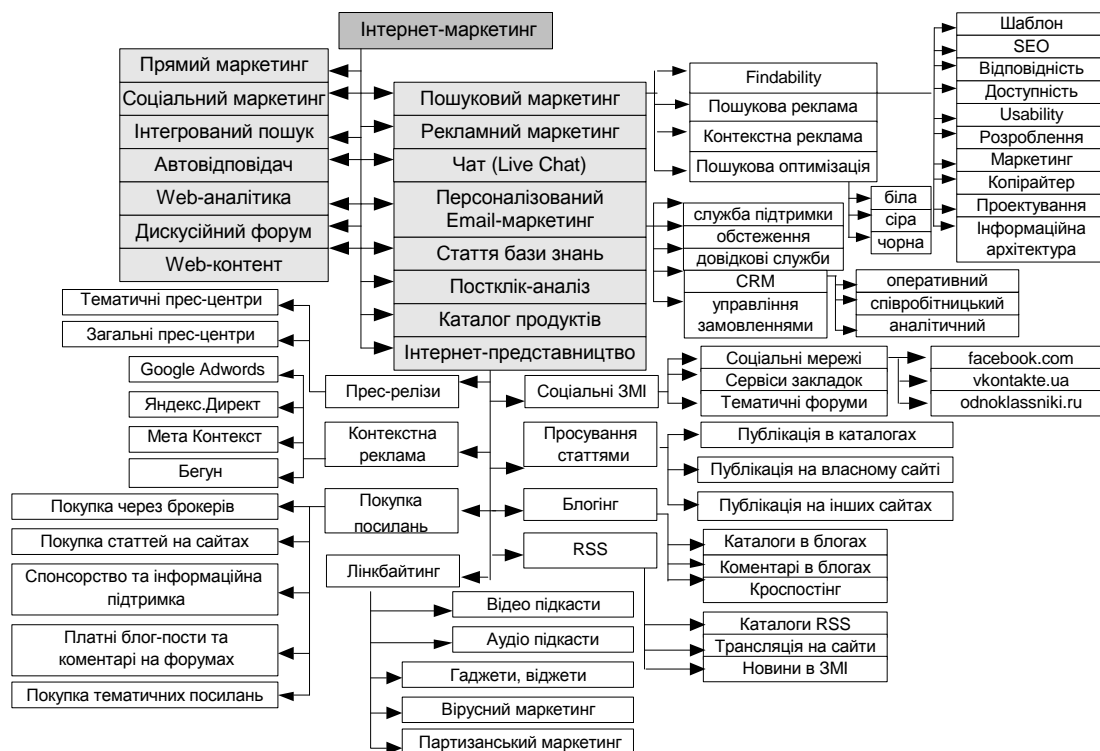 Інтернет-маркетинг
Прямий маркетинг
Соціальний маркетинг
Інтегрований пошук
Автовідповідач
Web-аналітика
Дискусійний форум
Web-контент
Пошуковий маркетинг
Рекламний маркетинг
Чат (Live Chat)
Персоналізований
Email-маркетинг
Стаття бази знань
Постклік-аналіз
Каталог продуктів
Інтернет-представництво
Findability
Пошукова реклама
Контекстна реклама
Пошукова оптимізація
біла
сіра
чорна
Шаблон
SEO
Відповідність
Доступність
Usability
Розроблення
Маркетинг
Копірайтер
Проектування
Інформаційна
архітектура
служба підтримки
обстеження
довідкові служби
CRM
управління
замовленнями
оперативний
співробітницький
аналітичний
Тематичні прес-центри
Загальні прес-центри
Google Adwords
Яндекс.Директ
Мета Контекст
Бегун
Прес-релізи
Контекстна
реклама
Покупка
посилань
Лінкбайтинг
Покупка через брокерів
Покупка статтей на сайтах
Спонсорство та інформаційна
підтримка
Платні блог-пости та
коментарі на форумах
Покупка тематичних посилань
Соціальні ЗМІ
Просування
статтями
Блогінг
RSS
Соціальні мережі
Сервіси закладок
Тематичні форуми
facebook.com
vkontakte.ua
odnoklassniki.ru
Публікація в каталогах
Публікація на власному сайті
Публікація на інших сайтах
Каталоги в блогах
Коментарі в блогах
Кроспостінг
Каталоги RSS
Трансляція на сайти
Новини в ЗМІ
Відео підкасти
Аудіо підкасти
Гаджети, віджети
Вірусний маркетинг
Партизанський маркетинг